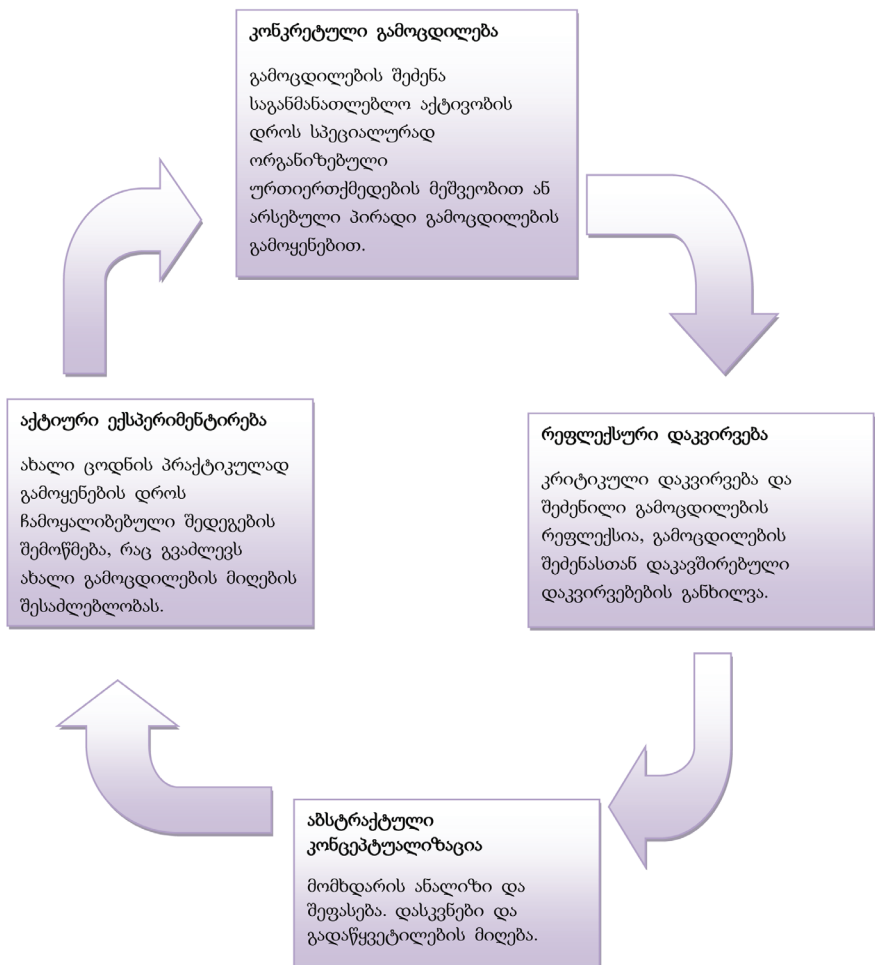 კონკრეტული გამოცდილება
გამოცდილების შეძენა
საგანმანათლებლო აქტივობის
დროს სპეციალურად
ორგანიზებული
ურთიერთქმედების მეშვეობით ან
არსებული პირადი გამოცდილების
გამოყენებით.
რეფლექსური დაკვირვება
კრიტიკული დაკვირვება და
შეძენილი გამოცდილების
რეფლექსია, გამოცდილების
შეძენასთან დაკავშირებული
დაკვირვებების განხილვა.
აბსტრაქტული
კონცეპტუალიზაცია
მომხდარის ანალიზი და
შეფასება. დასკვნები და
გადაწყვეტილების მიღება.
აქტიური ექსპერიმენტირება
ახალი ცოდნის პრაქტიკულად
გამოყენების დროს
ჩამოყალიბებული შედეგების
შემოწმება, რაც გვაძლევს
ახალი გამოცდილების მიღების
შესაძლებლობას.